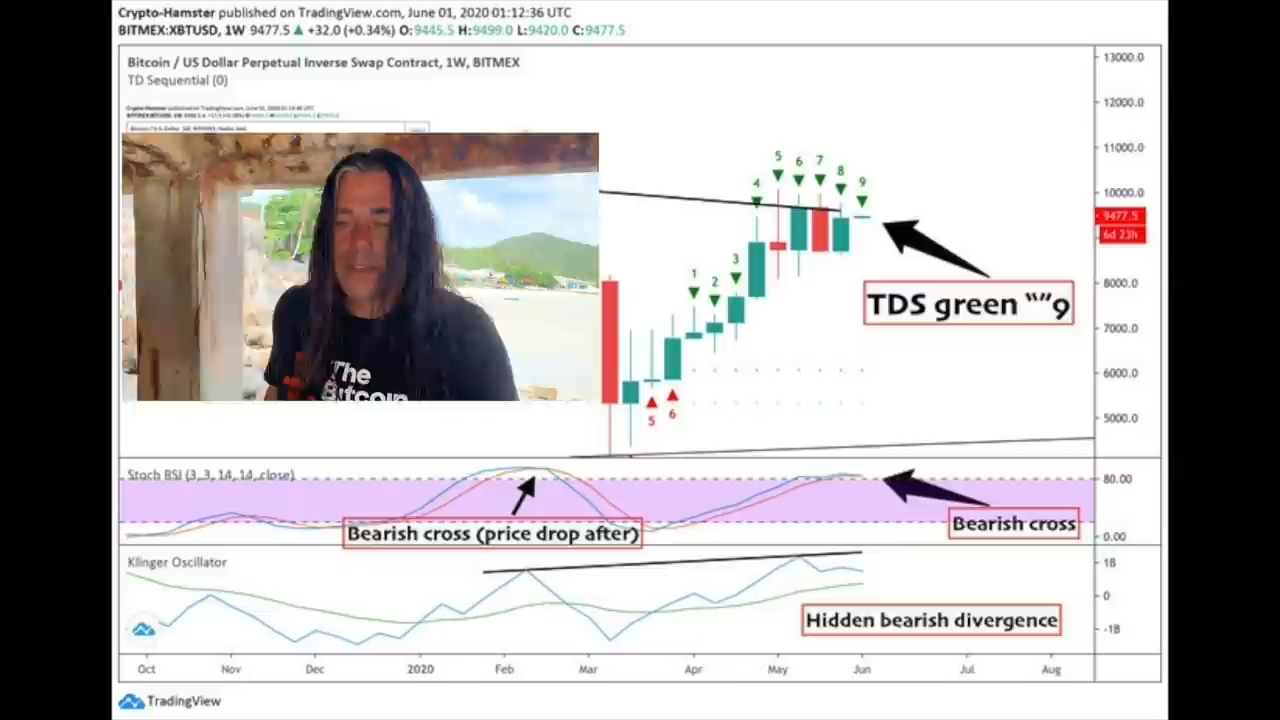 Crypto-Hamster published on TradingView.com, June 01, 2020 01:12:36 UTC
BITMEX:XBTUSD, 1W 9477.5 ▲ +32.0 (+0.34%) O:9445.5 H:9499.0 L:9420.0 C:9477.5
Bitcoin / US Dollar Perpetual Inverse Swap Contract, 1W, BITMEX
TD Sequential (0)
13000.0
12000.0
11000.0
10000.0
9477.5
6d 23h
8000.0
7000.0
6000.0
5000.0
1
2
3
4
5
6
7
8
9
5
6
TDS green “”9
The
Bitcoin
Stoch RSI (3, 3, 14, 14, close)
80.00
0.00
Bearish cross (price drop after)
Bearish cross
Klinger Oscillator
1B
0
-1B
Hidden bearish divergence
Oct Nov Dec 2020 Feb Mar Apr May Jun Jul Aug
TradingView